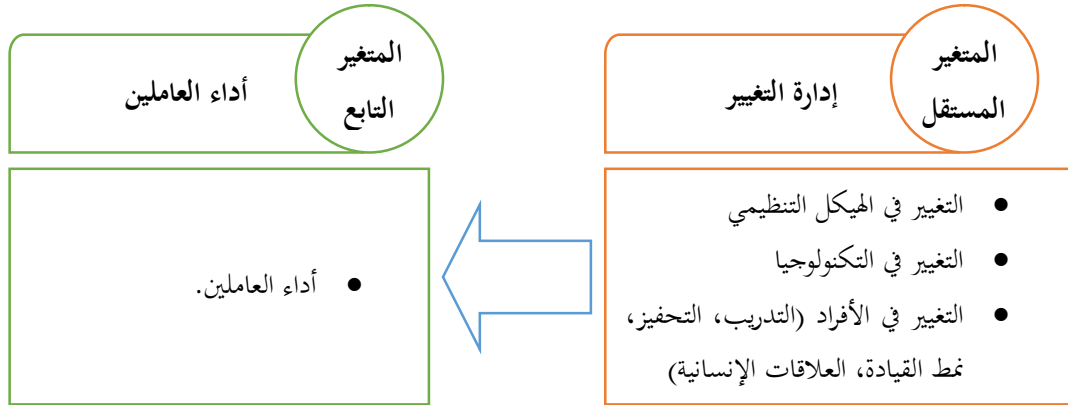 المتغير
المستقل
إدارة التغيير
● التغيير في الهيكل التنظيمي
● التغيير في التكنولوجيا
● التغيير في الأفراد (التدريب، التحفيز،
نمط القيادة، العلاقات الإنسانية)
المتغير
التابع
أداء العاملين
● أداء العاملين.